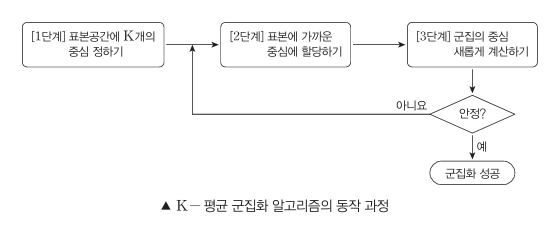 [1단계] 표본공간에 K개의
중심 정하기
[2단계] 표본에 가까운
중심에 할당하기
[3단계] 군집의 중심
새롭게 계산하기
아니요
안정?
예
군집화 성공
▲ K－평균 군집화 알고리즘의 동작 과정